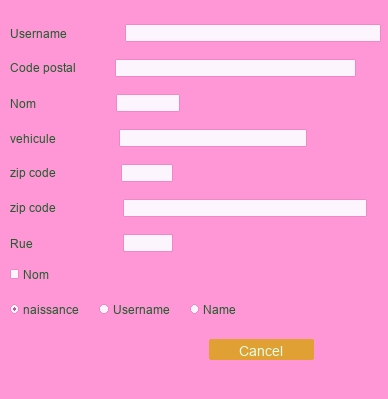 Username
Code postal
Nom
vehicule
zip code
zip code
Rue
Nom
naissance Username Name
Cancel